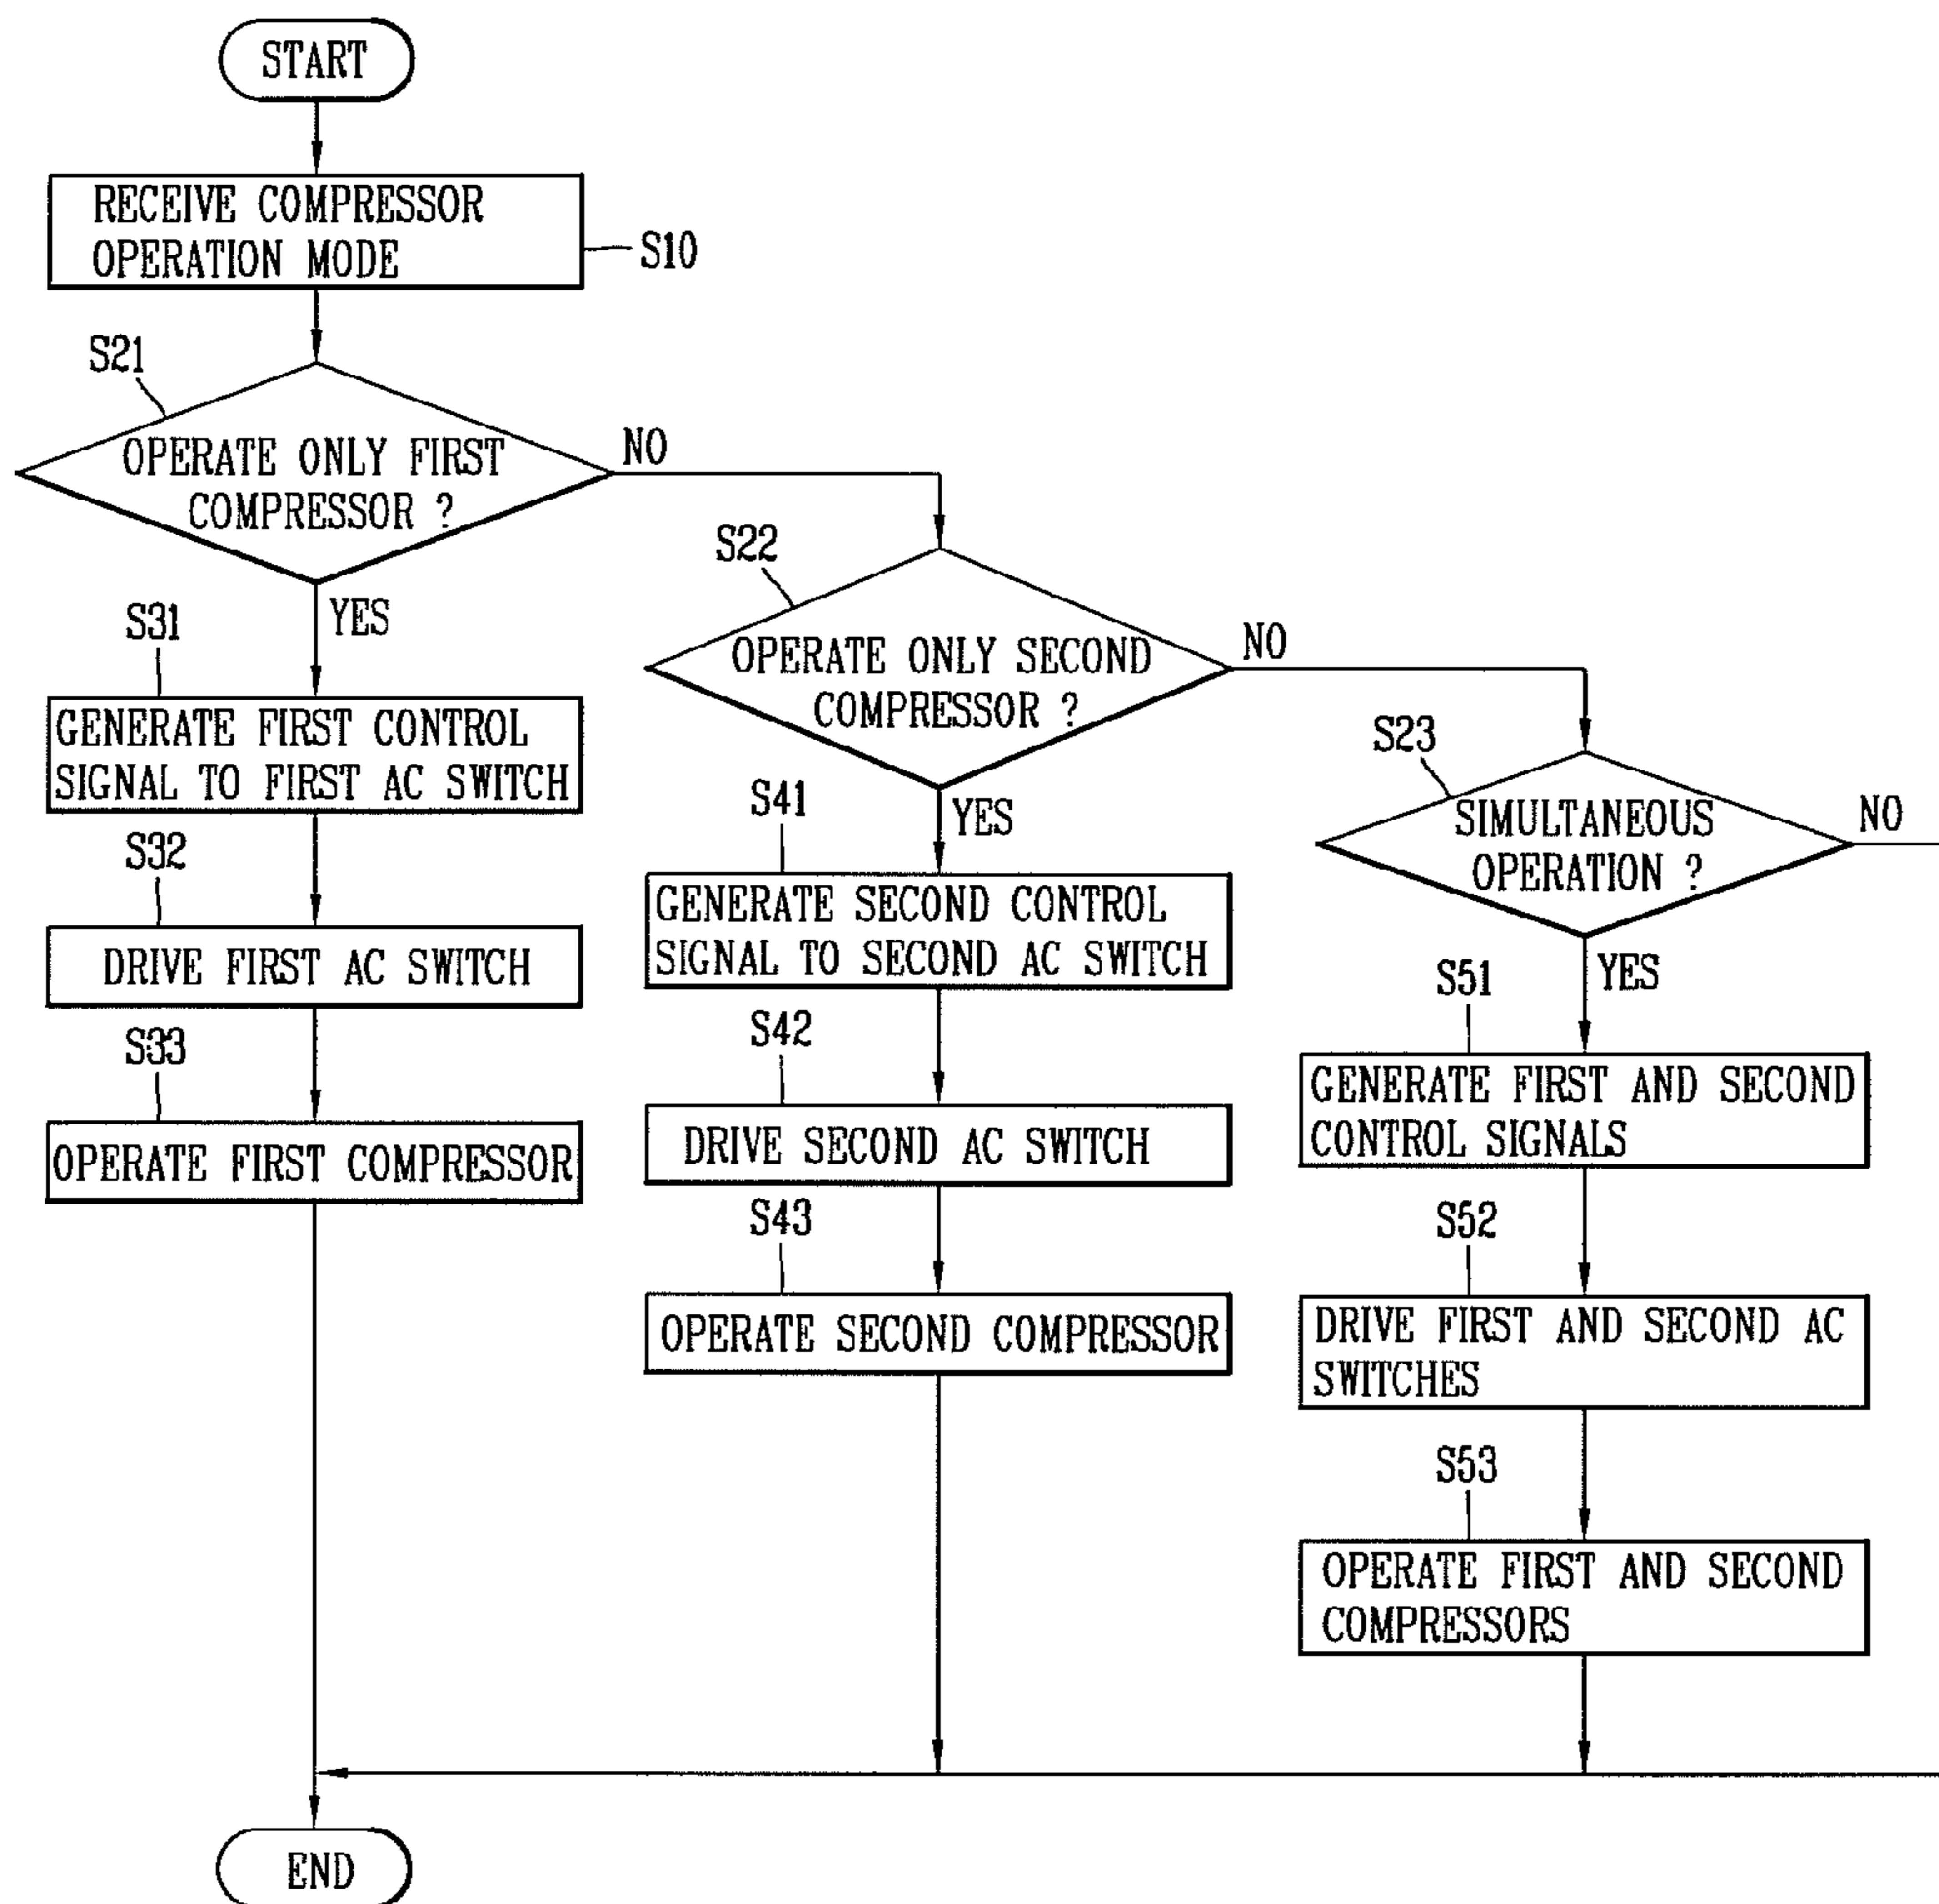 START
RECEIVE COMPRESSOR
OPERATION MODE
S10
S21
OPERATE ONLY FIRST
COMPRESSOR ?
NO
YES
S31
GENERATE FIRST CONTROL
SIGNAL TO FIRST AC SWITCH
S32
DRIVE FIRST AC SWITCH
S33
OPERATE FIRST COMPRESSOR
S22
OPERATE ONLY SECOND
COMPRESSOR ?
NO
YES
S41
GENERATE SECOND CONTROL
SIGNAL TO SECOND AC SWITCH
S42
DRIVE SECOND AC SWITCH
S43
OPERATE SECOND COMPRESSOR
S23
SIMULTANEOUS
OPERATION ?
NO
YES
S51
GENERATE FIRST AND SECOND
CONTROL SIGNALS
S52
DRIVE FIRST AND SECOND AC
SWITCHES
S53
OPERATE FIRST AND SECOND
COMPRESSORS
END